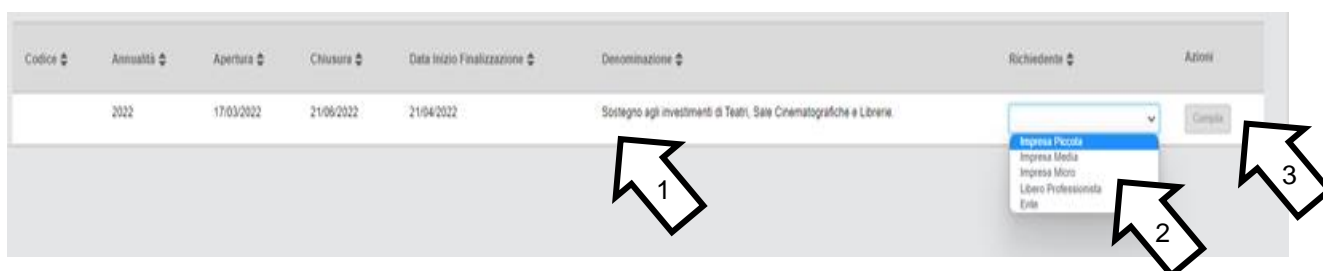 Codice Annualità Apertura Chiusura Data Inizio Finalizzazione Denominazione Richiedente Azioni
2022 17/03/2022 21/06/2022 21/04/2022 Sostegno agli investimenti di Teatri, Sale Cinematografiche e Librerie. Compila
Impresa Piccola
Impresa Media
Impresa Micro
Libero Professionista
Ente
1
2
3